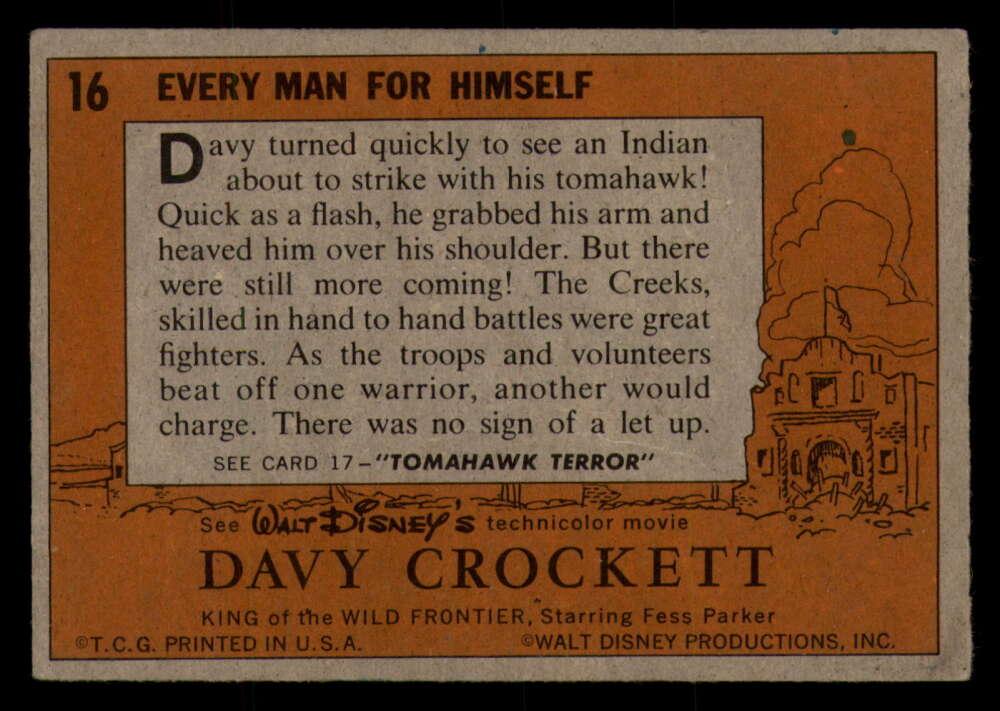 16 EVERY MAN FOR HIMSELF
Davy turned quickly to see an Indian
about to strike with his tomahawk!
Quick as a flash, he grabbed his arm and
heaved him over his shoulder. But there
were still more coming! The Creeks,
skilled in hand to hand battles were great
fighters. As the troops and volunteers
beat off one warrior, another would
charge. There was no sign of a let up.
SEE CARD 17-"TOMAHAWK TERROR"
See WALT DISNEY'S technicolor movie
DAVY CROCKETT
KING of the WILD FRONTIER, Starring Fess Parker
©T.C.G. PRINTED IN U.S.A. ©WALT DISNEY PRODUCTIONS, INC.